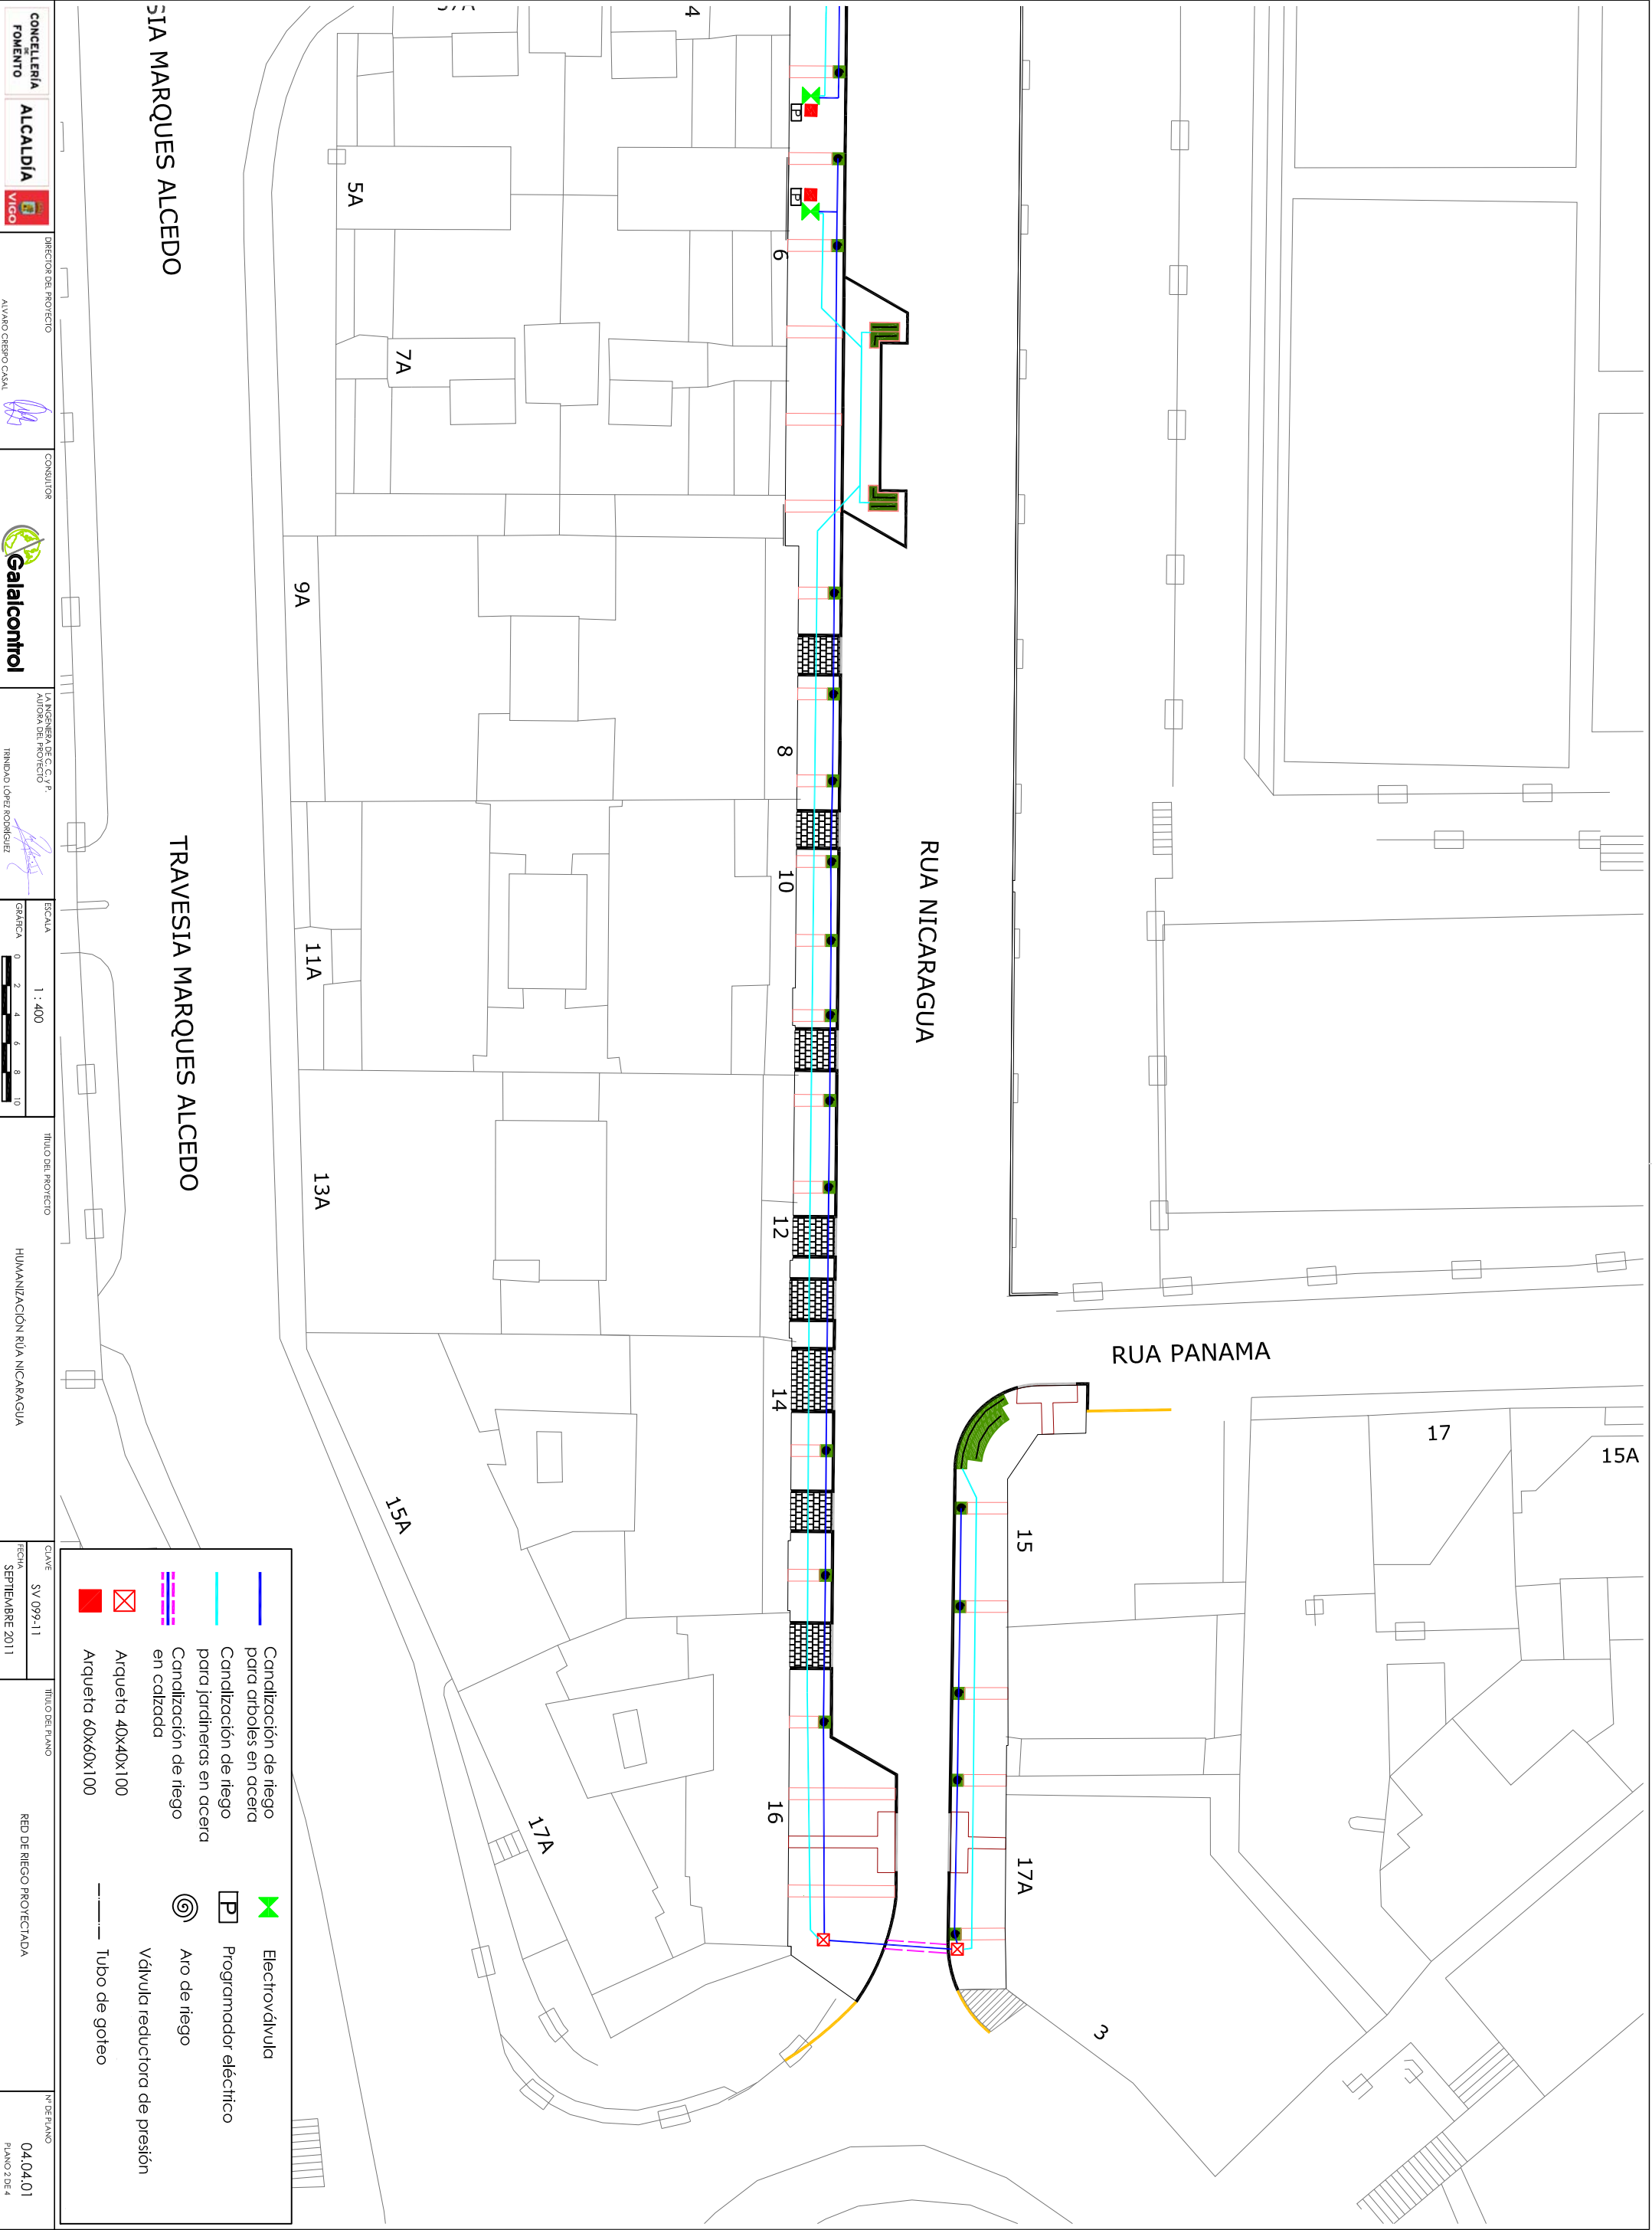 SIA MARQUES ALCEDO
TRAVESIA MARQUES ALCEDO
RUA NICARAGUA
RUA PANAMA
4
5A
6
7A
9A
8
10
11A
13A
12
14
15A
17A
16
15
17A
17
15A
3
P
P
Canalización de riego
para arboles en acera
Canalización de riego
para jardineras en acera
Canalización de riego
en calzada
Arqueta 40x40x100
Arqueta 60x60x100
Electroválvula
P
Programador eléctrico
Aro de riego
Válvula reductora de presión
Tubo de goteo
CONCELLERÍA
DE
FOMENTO
ALCALDÍA
VIGO
DIRECTOR DEL PROYECTO
ALVARO CRESPO CASAL
CONSULTOR
Galaicontrol
LA INGENIERA DE C. C. y P.
AUTORA DEL PROYECTO
TRINIDAD LÓPEZ RODRÍGUEZ
ESCALA
1 : 400
GRÁFICA
0 2 4 6 8 10
TÍTULO DEL PROYECTO
HUMANIZACIÓN RÚA NICARAGUA
CLAVE
SV 099-11
FECHA
SEPTIEMBRE 2011
TÍTULO DEL PLANO
RED DE RIEGO PROYECTADA
Nº DE PLANO
04.04.01
PLANO 2 DE 4